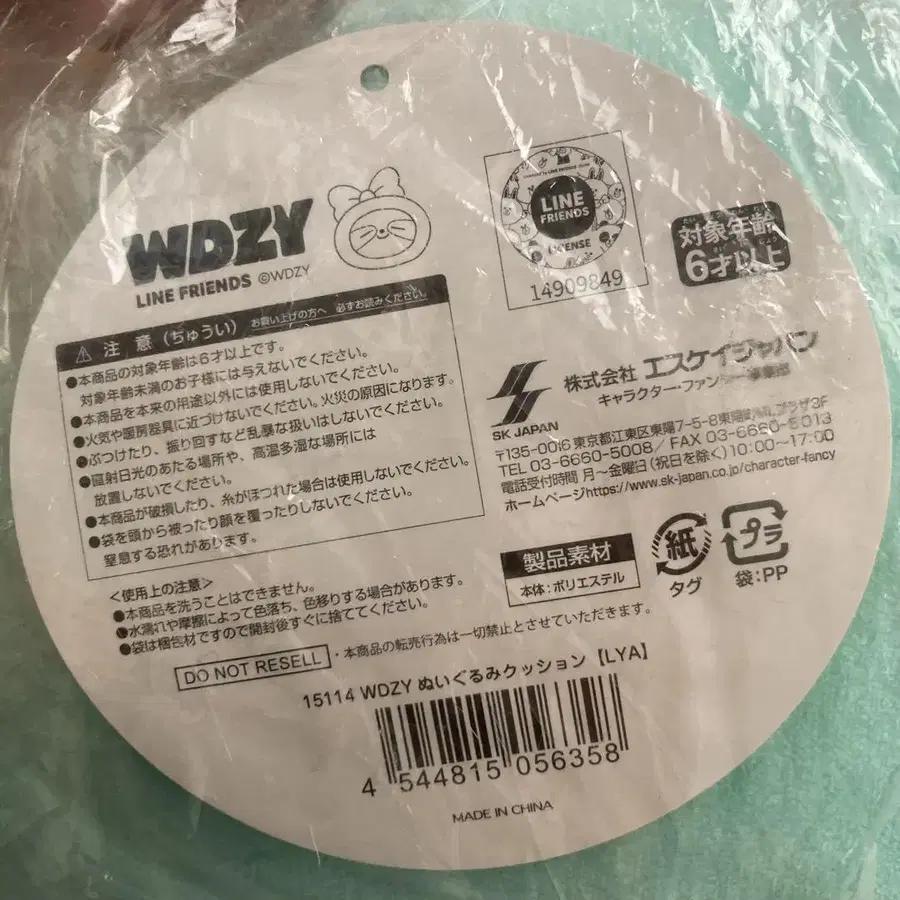 WDZY
LINE FRIENDS ©WDZY
LINE
FRIENDS
LICENSE
14909849
対象年齢
6才以上
注意(ちゅうい) お買い上げの方へ 必ずお読みください。
●本商品の対象年齢は6才以上です。
対象年齢未満のお子様には与えないでください。
●本商品を本来の用途以外には使用しないでください。
●火気や暖房器具に近づけないでください。火災の原因になります。
●ぶつけたり、振り回すなど乱暴な扱いはしないでください。
●直射日光のあたる場所や、高温多湿な場所には
放置しないでください。
●本商品が破損したり、糸がほつれた場合は使用しないでください。
●袋を頭から被ったり顔を覆ったりしないでください。
窒息する恐れがあります。
<使用上の注意>
●本商品を洗うことはできません。
●水濡れや摩擦によって色落ち、色移りする場合があります。
●袋は梱包材ですので開封後すぐに捨ててください。
SK JAPAN
株式会社 エスケイジャパン
キャラクター・ファンシー事業部
〒135-0016 東京都江東区東陽7-5-8東陽 プラザ3F
TEL 03-6660-5008/ FAX 03-6660-5013
電話受付時間 月～金曜日(祝日を除く)10:00～17:00
ホームページhttps://www.sk-japan.co.jp/character-fancy
製品素材
本体:ポリエステル
紙
タグ
プラ
袋:PP
DO NOT RESELL ・本商品の転売行為は一切禁止とさせていただきます。
15114 WDZY ぬいぐるみクッション【LYA】
4 544815 056358
MADE IN CHINA